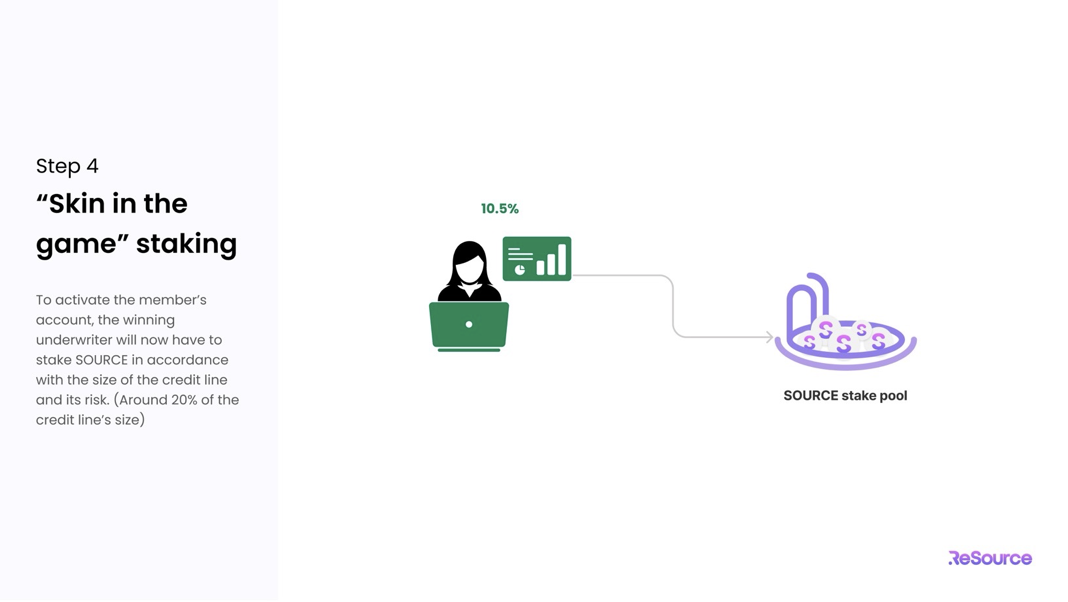 Step 4
“Skin in the
game” staking
To activate the member’s
account, the winning
underwriter will now have to
stake SOURCE in accordance
with the size of the credit line
and its risk. (Around 20% of the
credit line’s size)
10.5%
S S S S S
SOURCE stake pool
ReSource